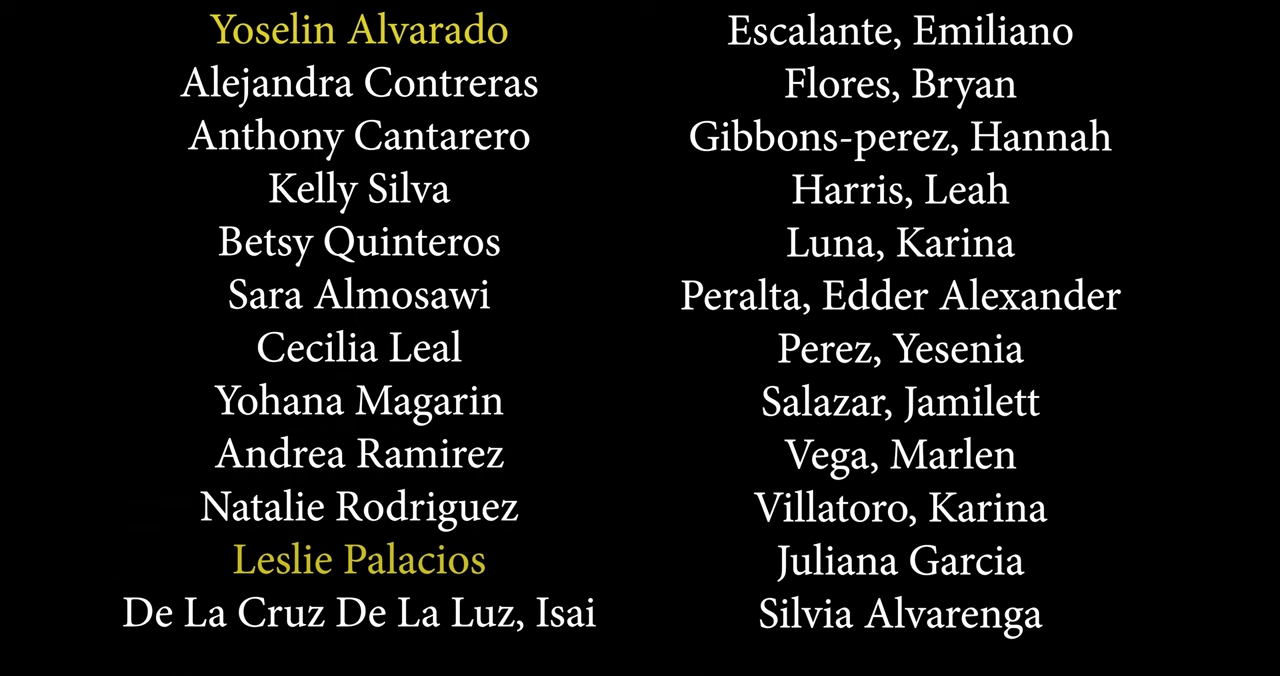 Yoselin Alvarado
Alejandra Contreras
Anthony Cantarero
Kelly Silva
Betsy Quinteros
Sara Almosawi
Cecilia Leal
Yohana Magarin
Andrea Ramirez
Natalie Rodriguez
Leslie Palacios
De La Cruz De La Luz, Isai
Escalante, Emiliano
Flores, Bryan
Gibbons-perez, Hannah
Harris, Leah
Luna, Karina
Peralta, Edder Alexander
Perez, Yesenia
Salazar, Jamilett
Vega, Marlen
Villatoro, Karina
Juliana Garcia
Silvia Alvarenga